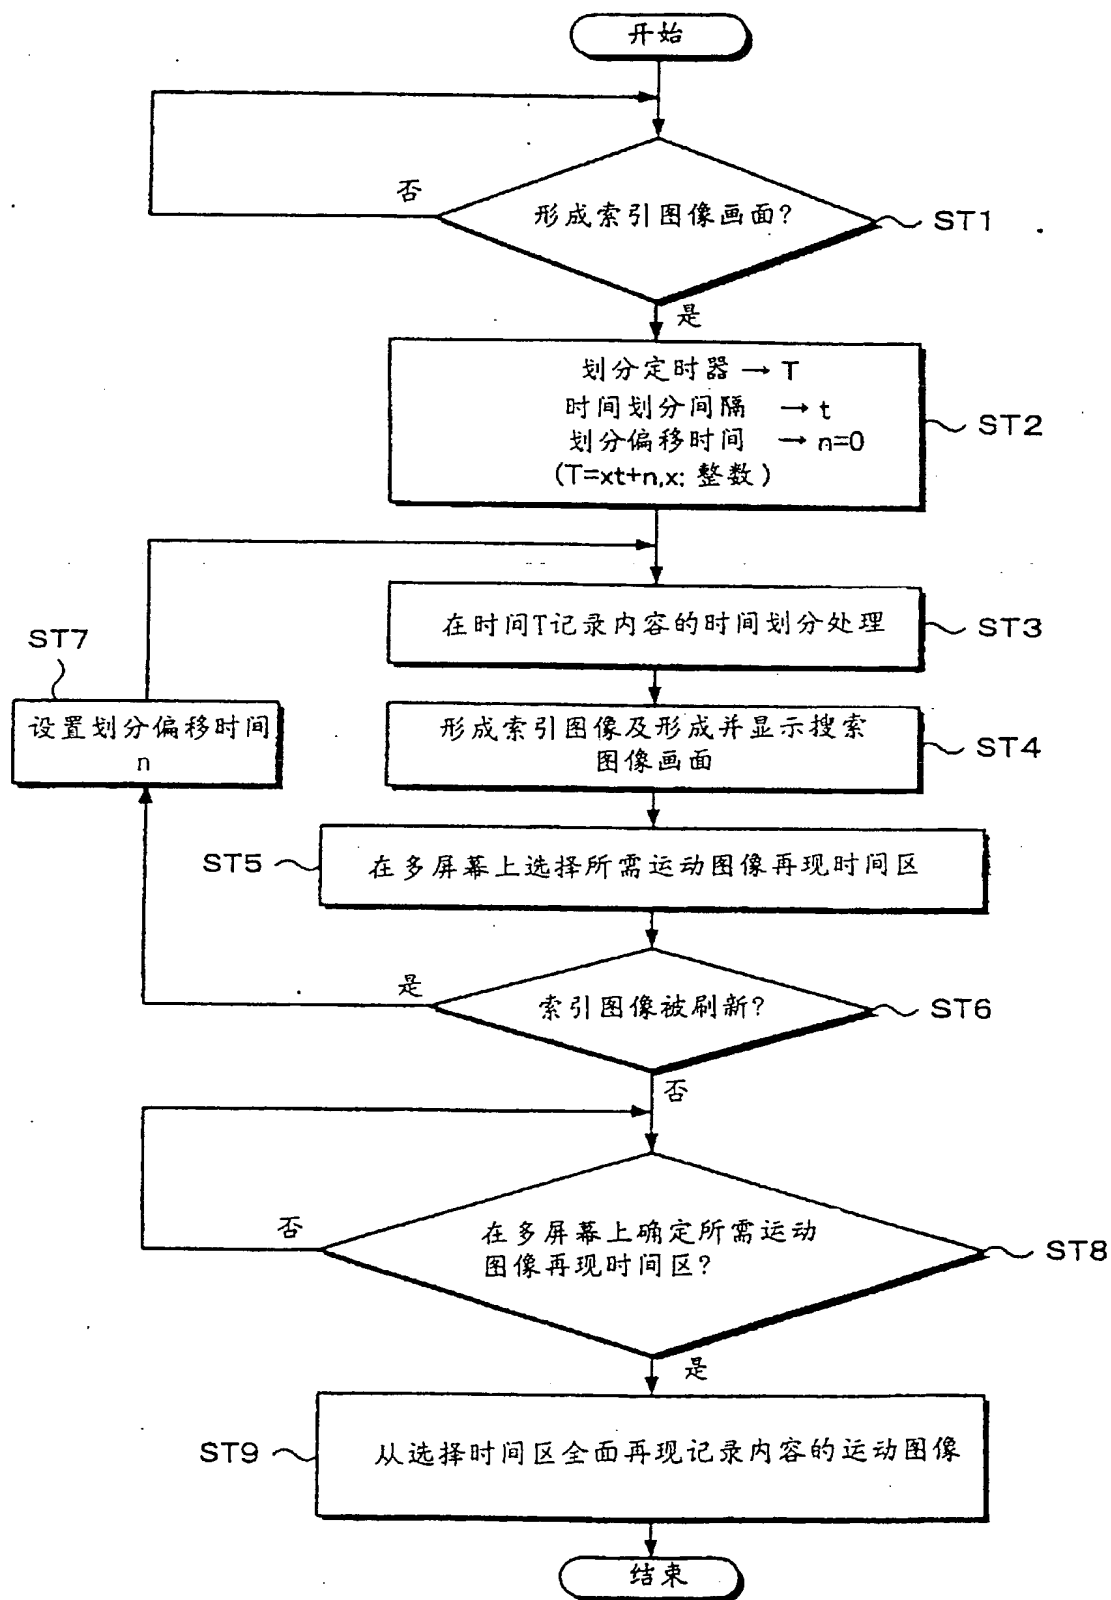 开始
否
形成索引图像画面?
ST1
是
划分定时器 → T
时间划分间隔 → t
划分偏移时间 → n=0
(T=xt+n,x: 整数)
ST2
在时间T记录内容的时间划分处理
ST3
ST7
设置划分偏移时间
n
形成索引图像及形成并显示搜索
图像画面
ST4
ST5
在多屏幕上选择所需运动图像再现时间区
是
索引图像被刷新?
ST6
否
否
在多屏幕上确定所需运动
图像再现时间区?
ST8
是
ST9
从选择时间区全面再现记录内容的运动图像
结束